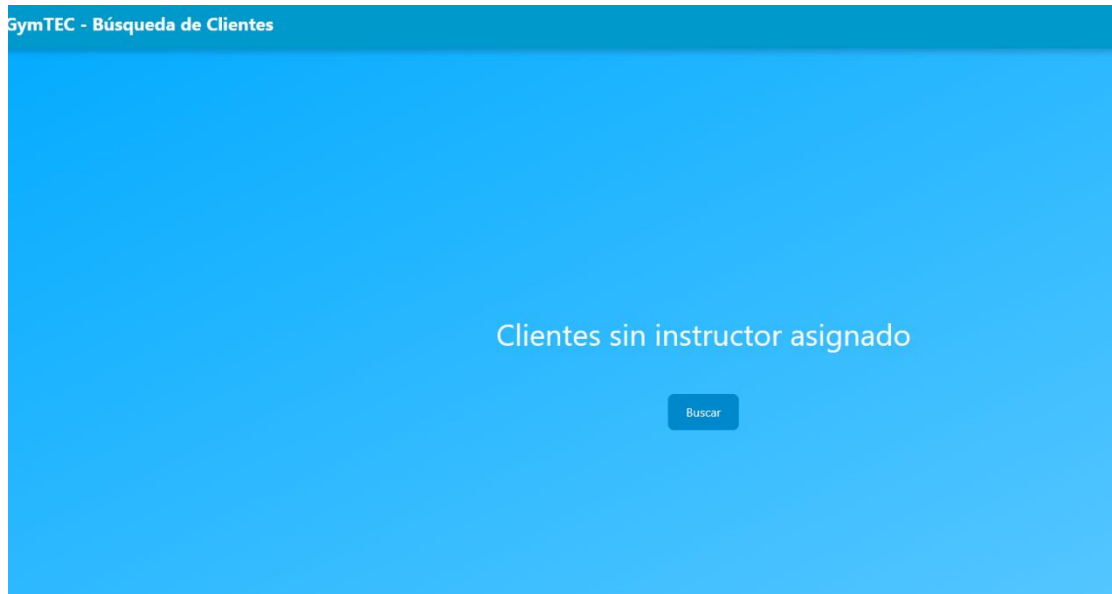 GymTEC - Búsqueda de Clientes
Clientes sin instructor asignado
Buscar